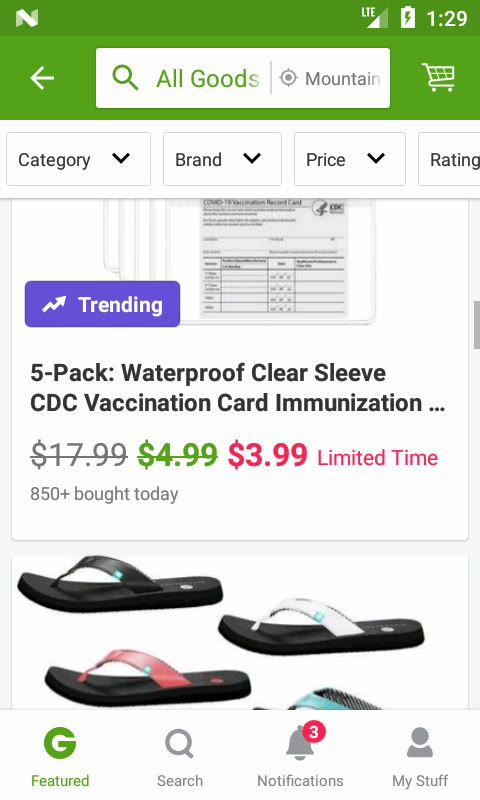 LTE 1:29
All Goods Mountain
Category Brand Price Rating
COVID-19 Vaccination Record Card
CDC
Trending
5-Pack: Waterproof Clear Sleeve
CDC Vaccination Card Immunization ...
$17.99 $4.99 $3.99 Limited Time
850+ bought today
G 3
Featured Search Notifications My Stuff